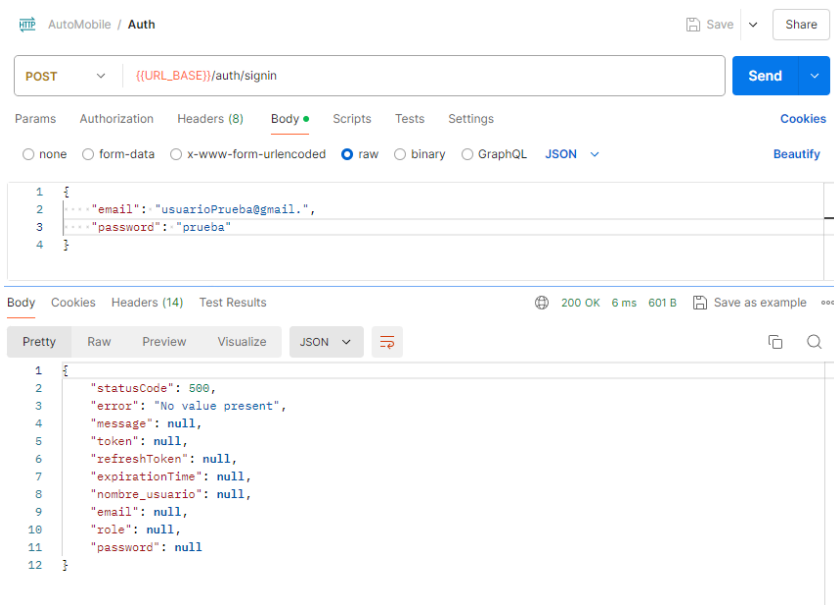 HTTP AutoMobile / Auth Save Share
POST {{URL_BASE}}/auth/signin Send
Params Authorization Headers (8) Body Scripts Tests Settings Cookies
none form-data x-www-form-urlencoded raw binary GraphQL JSON Beautify
1 {
2 ····"email":·"usuarioPrueba@gmail.",
3 ····"password":·"prueba"
4 }
Body Cookies Headers (14) Test Results 200 OK 6 ms 601 B Save as example
Pretty Raw Preview Visualize JSON
1 {
2 "statusCode": 500,
3 "error": "No value present",
4 "message": null,
5 "token": null,
6 "refreshToken": null,
7 "expirationTime": null,
8 "nombre_usuario": null,
9 "email": null,
10 "role": null,
11 "password": null
12 }